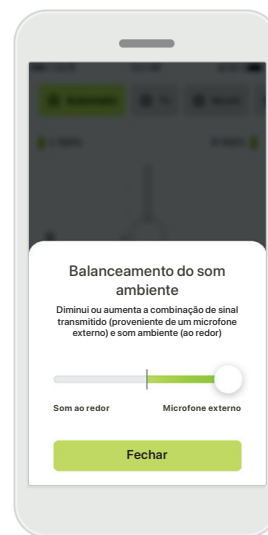 Balanceamento do som
ambiente
Diminui ou aumenta a combinação de sinal
transmitido (proveniente de um microfone
externo) e som ambiente (ao redor)
Som ao redor
Microfone externo
Fechar